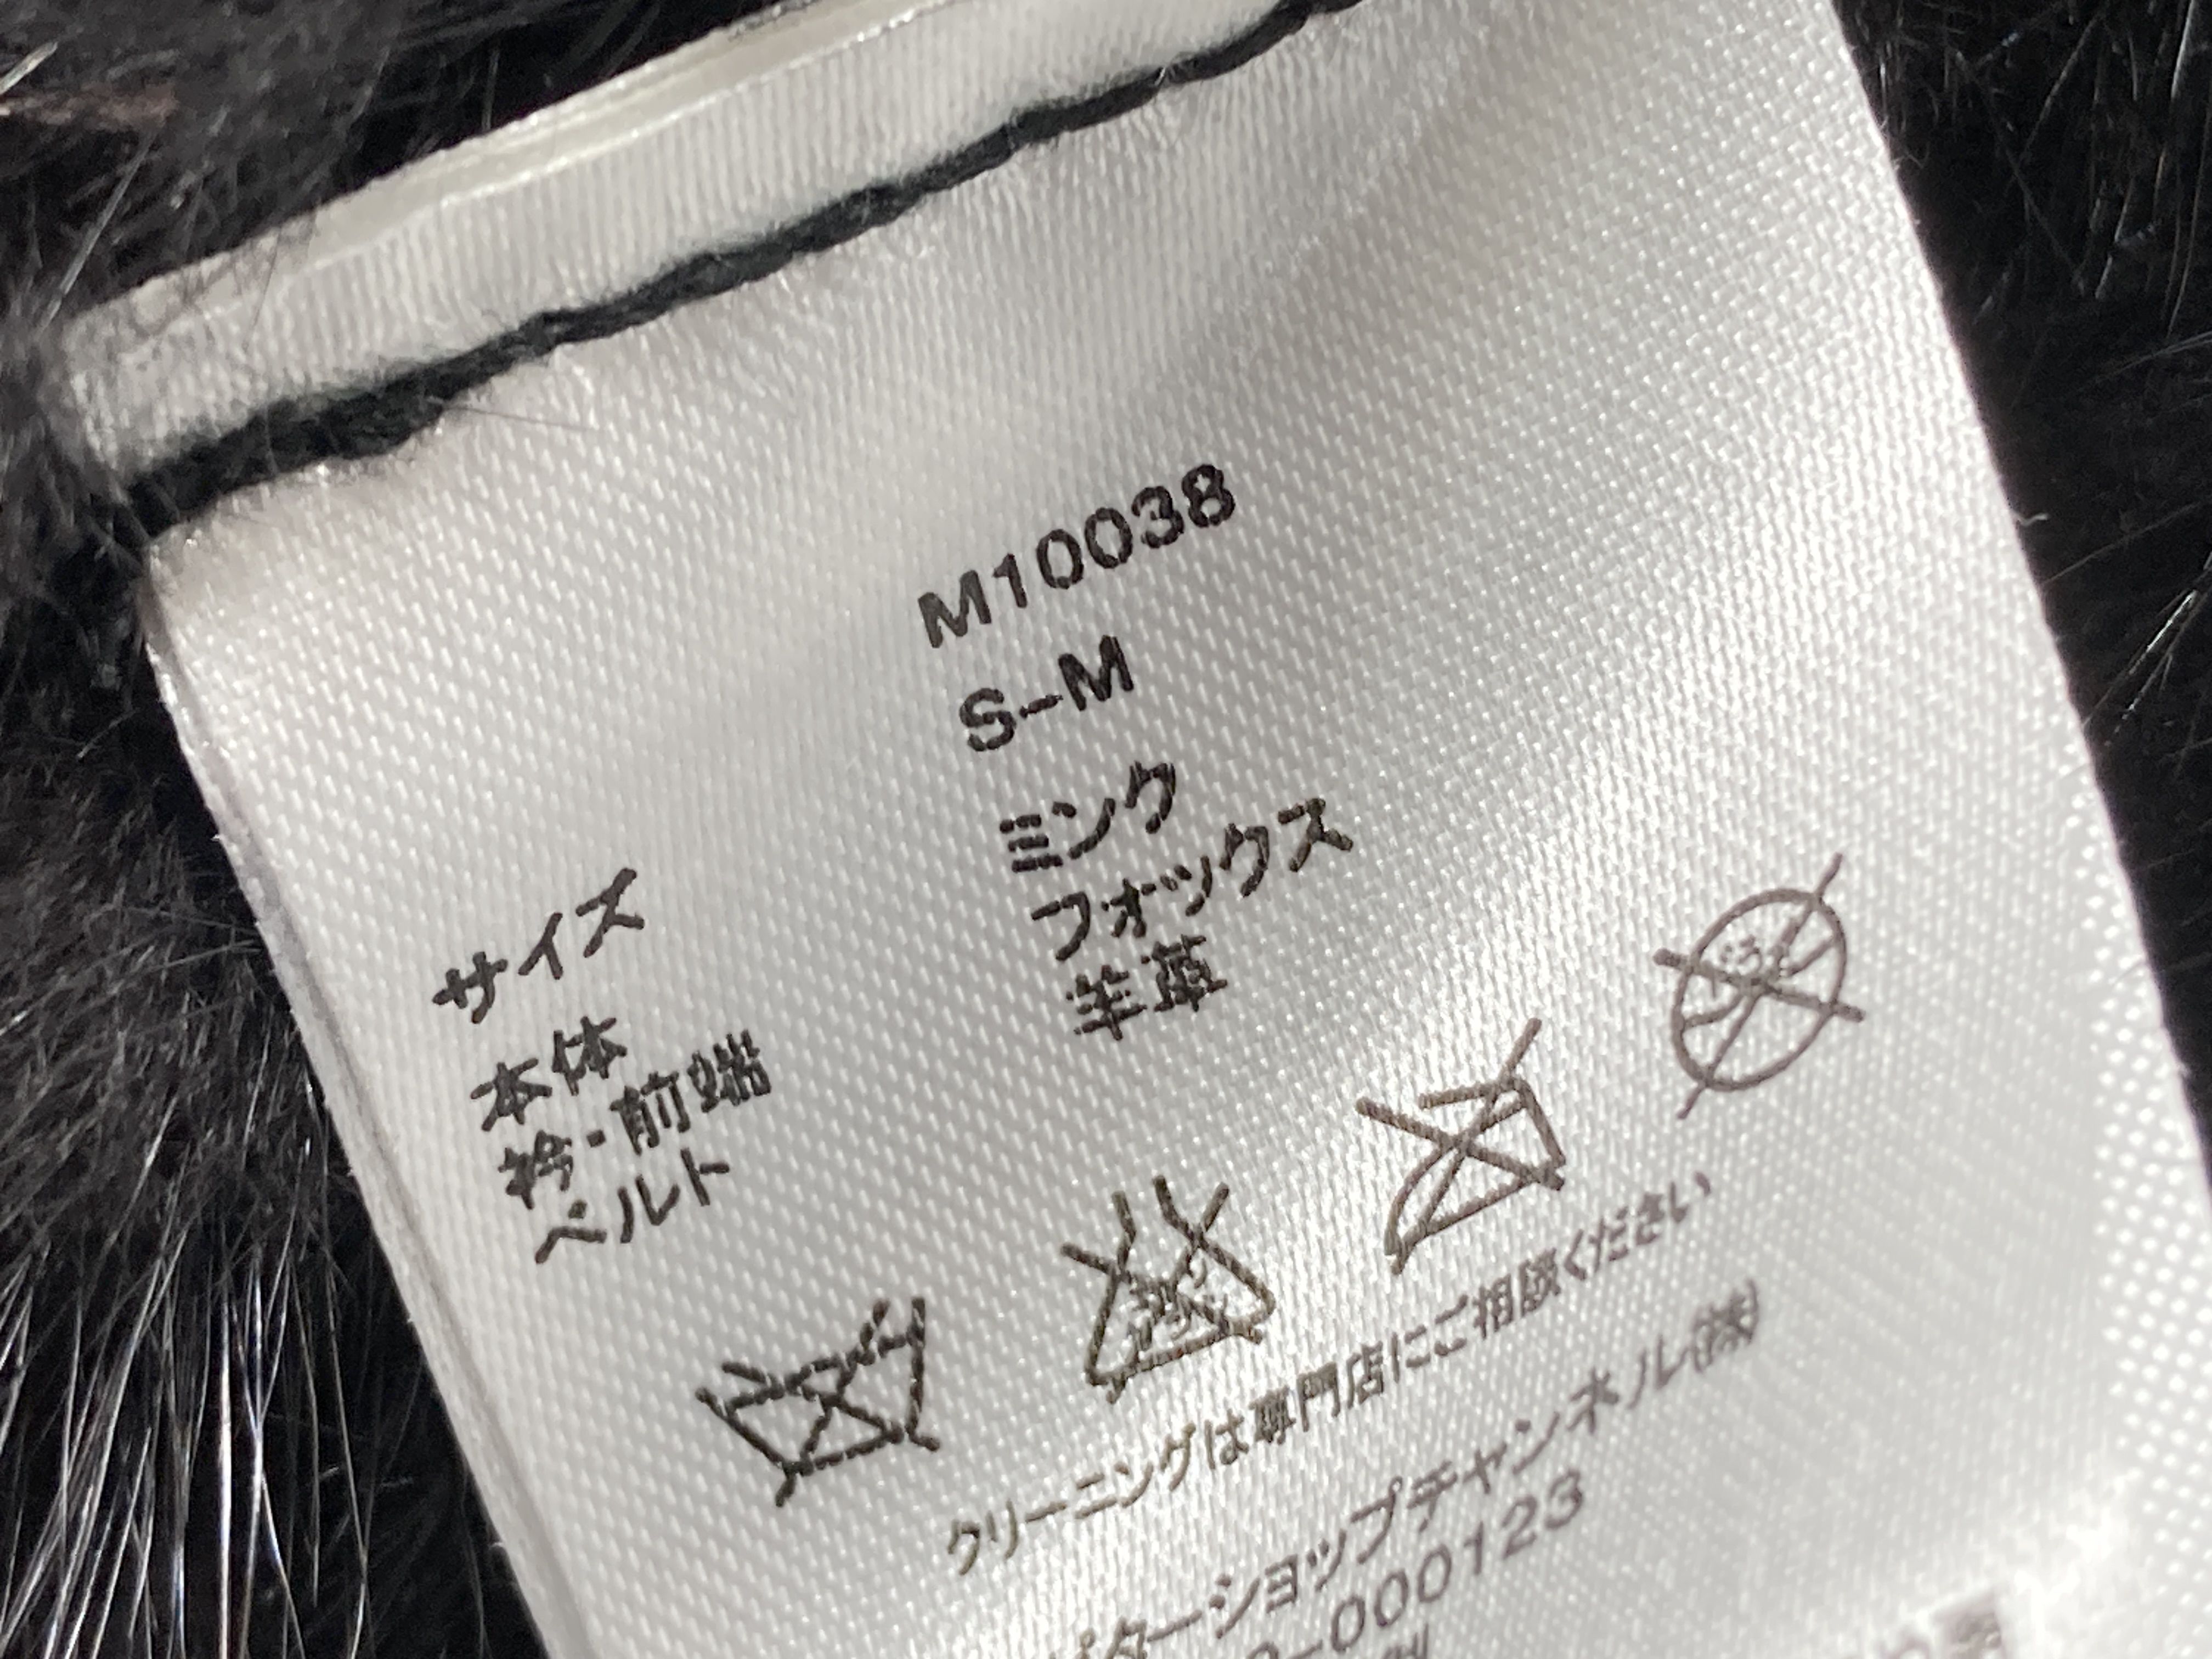 M10038
サイズ S-M
本体 ミンク
衿・前端 フォックス
ベルト 羊革
クリーニングは専門店にご相談ください
ターショップチャンネル(株)
-000123